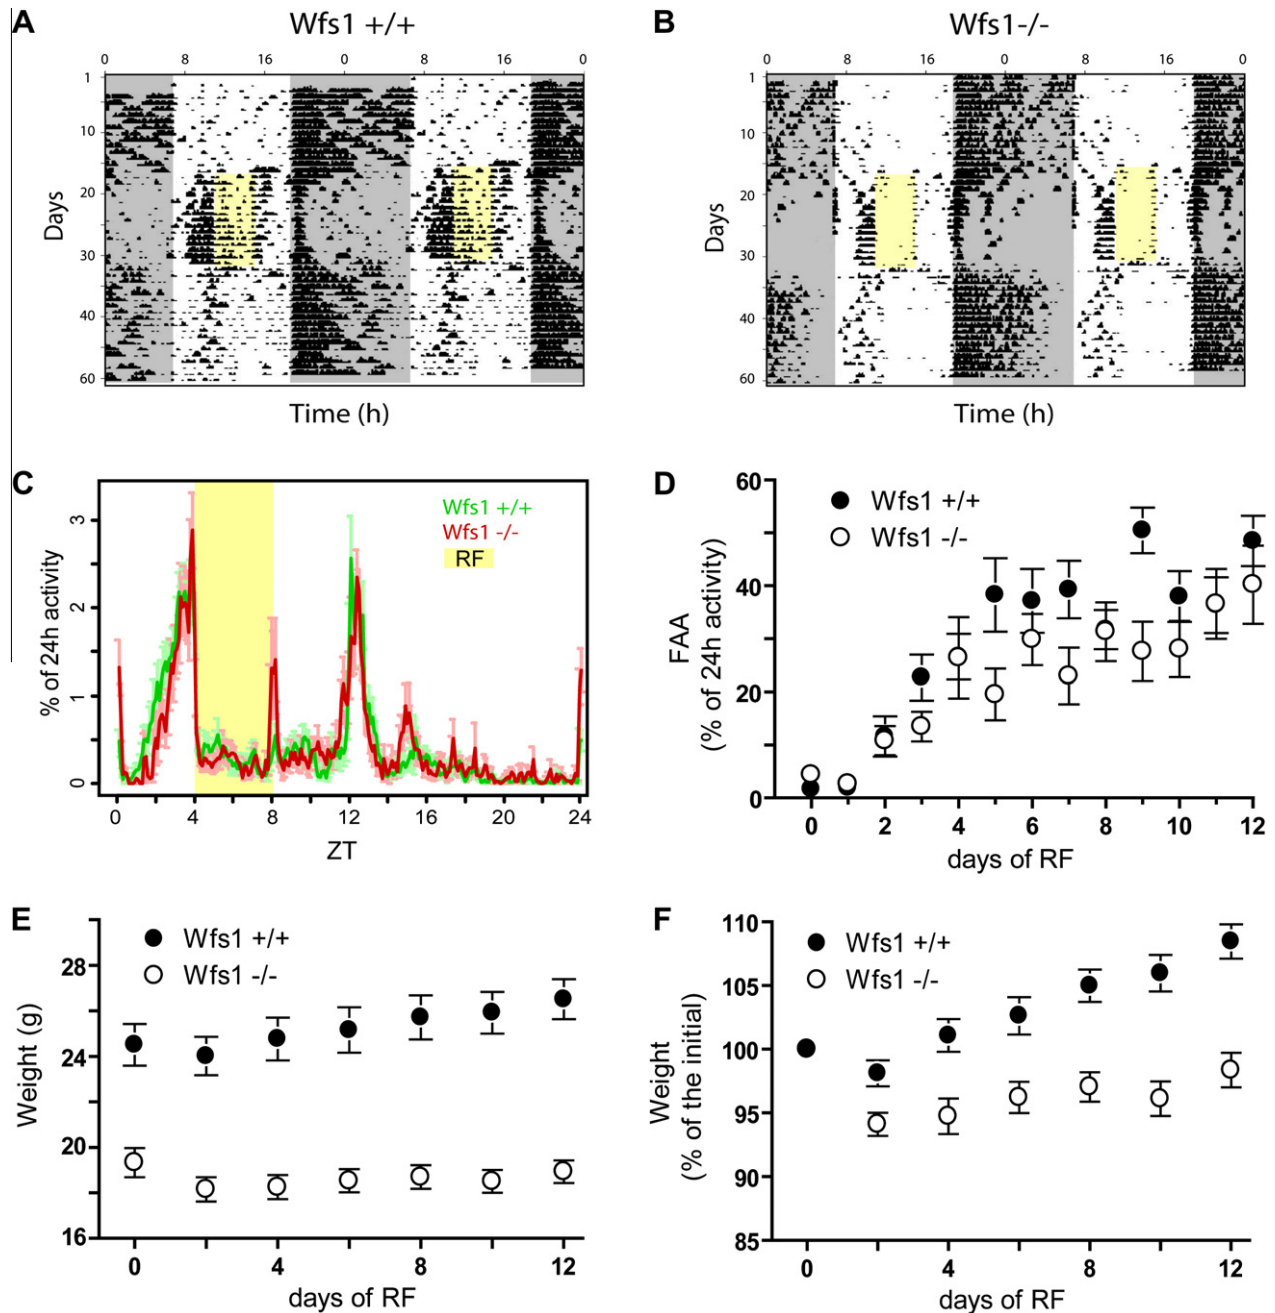 A
Wfs1 +/+
0 8 16 0 8 16 0
1
10
20
30
40
60
Days
Time (h)
B
Wfs1-/-
0 8 16 0 8 16 0
1
10
20
30
40
60
Days
Time (h)
C
Wfs1 +/+
Wfs1 -/-
RF
3
2
1
0
% of 24h activity
0 4 8 12 16 20 24
ZT
D
Wfs1 +/+
Wfs1 -/-
60
40
20
0
FAA
(% of 24h activity)
0 2 4 6 8 10 12
days of RF
E
Wfs1 +/+
Wfs1 -/-
28
24
20
16
Weight (g)
0 4 8 12
days of RF
F
Wfs1 +/+
Wfs1 -/-
110
105
100
95
90
85
Weight
(% of the initial)
0 4 8 12
days of RF